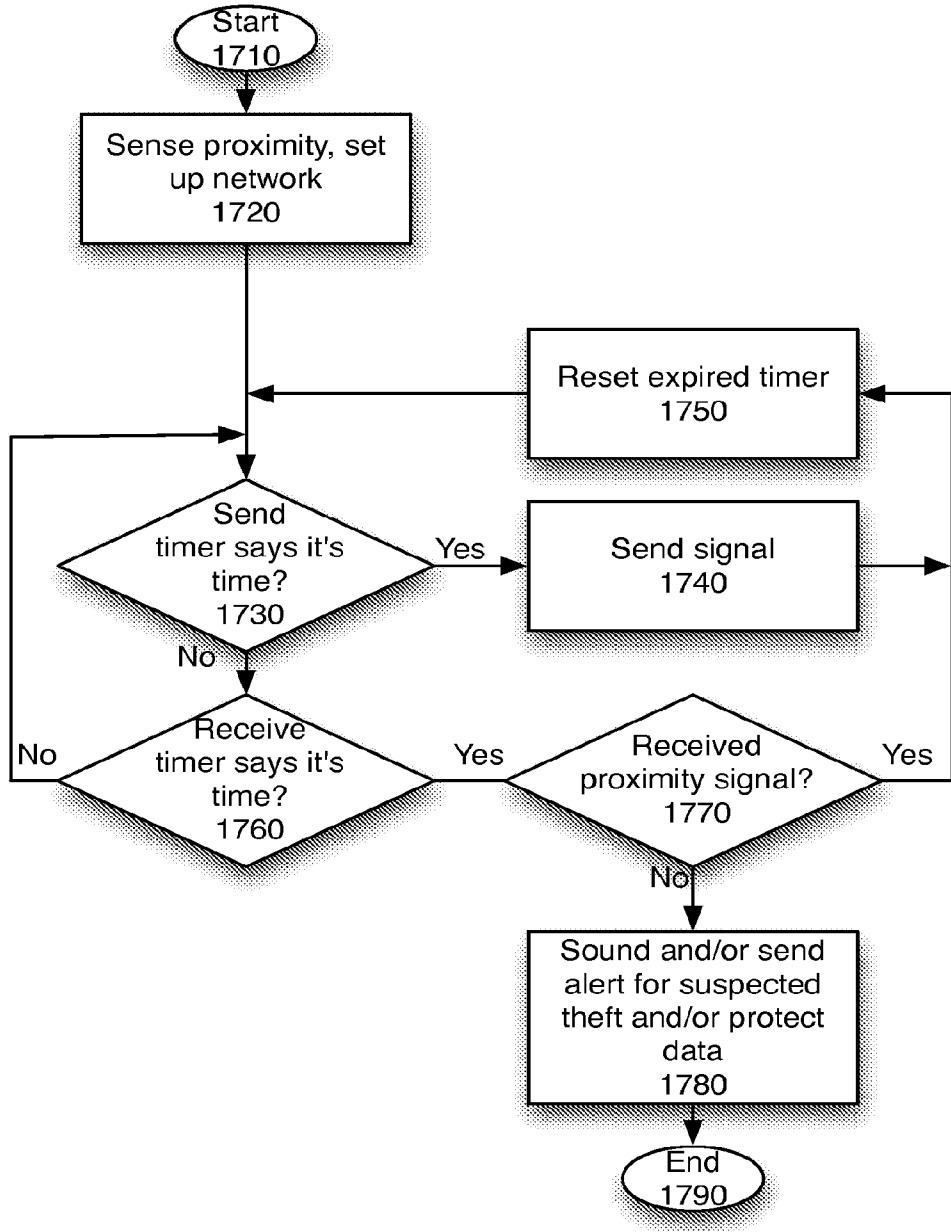 Start
1710
Sense proximity, set
up network
1720
Reset expired timer
1750
Send
timer says it's
time?
1730
Yes
Send signal
1740
No
Receive
timer says it's
time?
1760
No
Yes
Received
proximity signal?
1770
Yes
No
Sound and/or send
alert for suspected
theft and/or protect
data
1780
End
1790